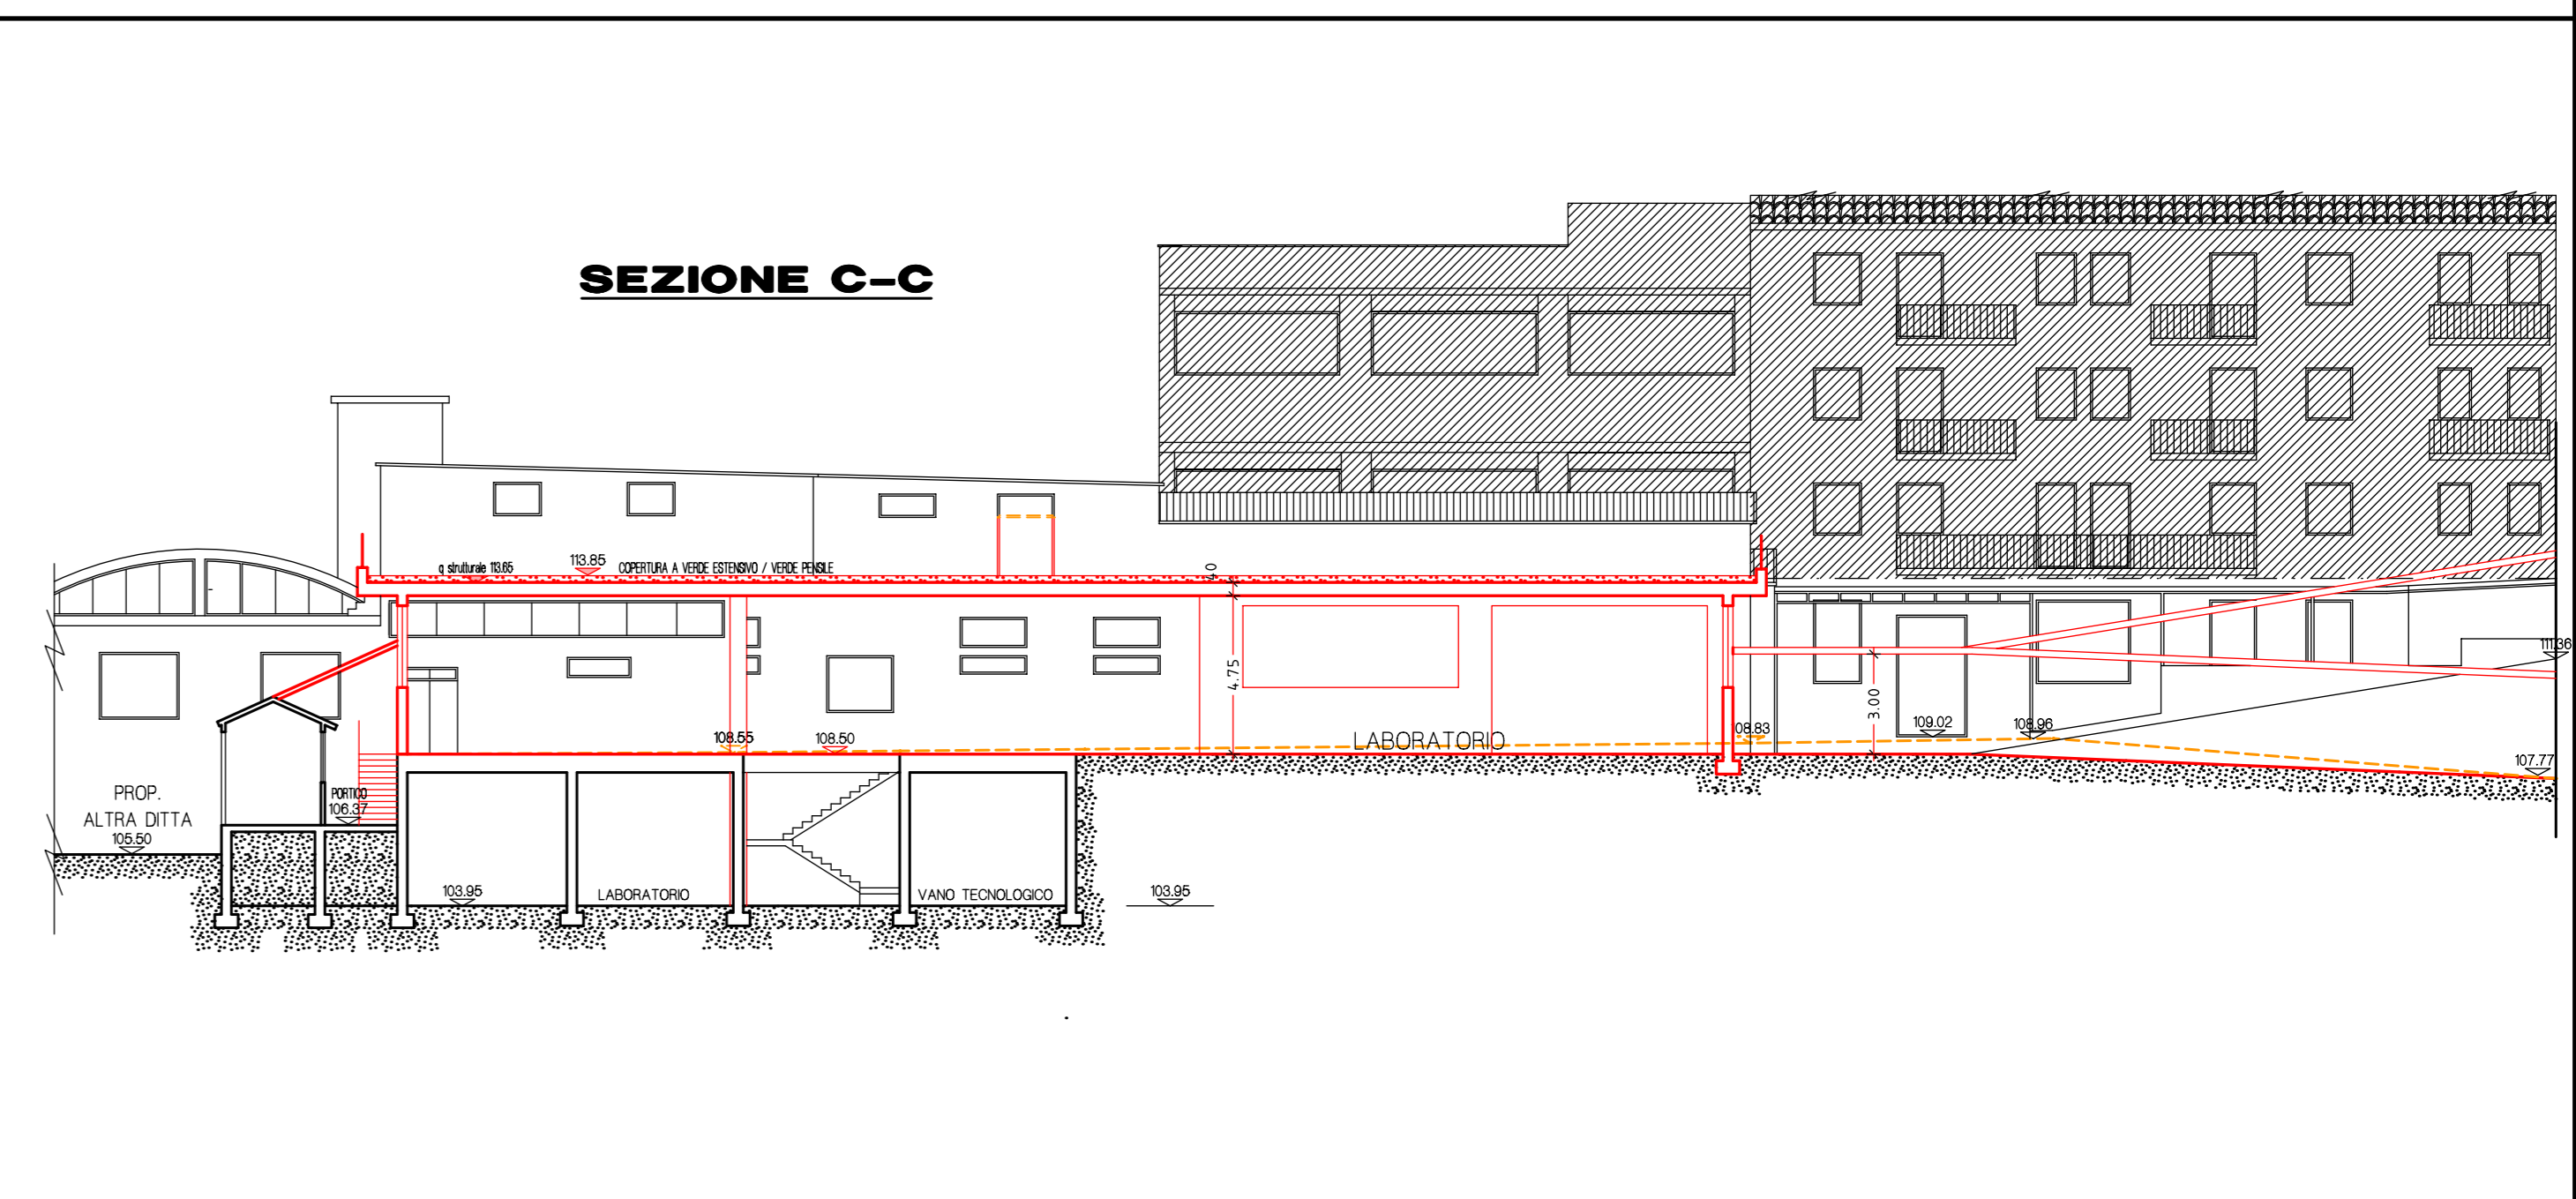 SEZIONE C-C
q strutturale 113.65
113.85
COPERTURA A VERDE ESTENSIVO / VERDE PENSILE
40
4.75
3.00
111.36
108.55
108.50
LABORATORIO
108.83
109.02
108.96
107.77
PROP.
ALTRA DITTA
105.50
PORTICO
106.37
103.95
LABORATORIO
VANO TECNOLOGICO
103.95